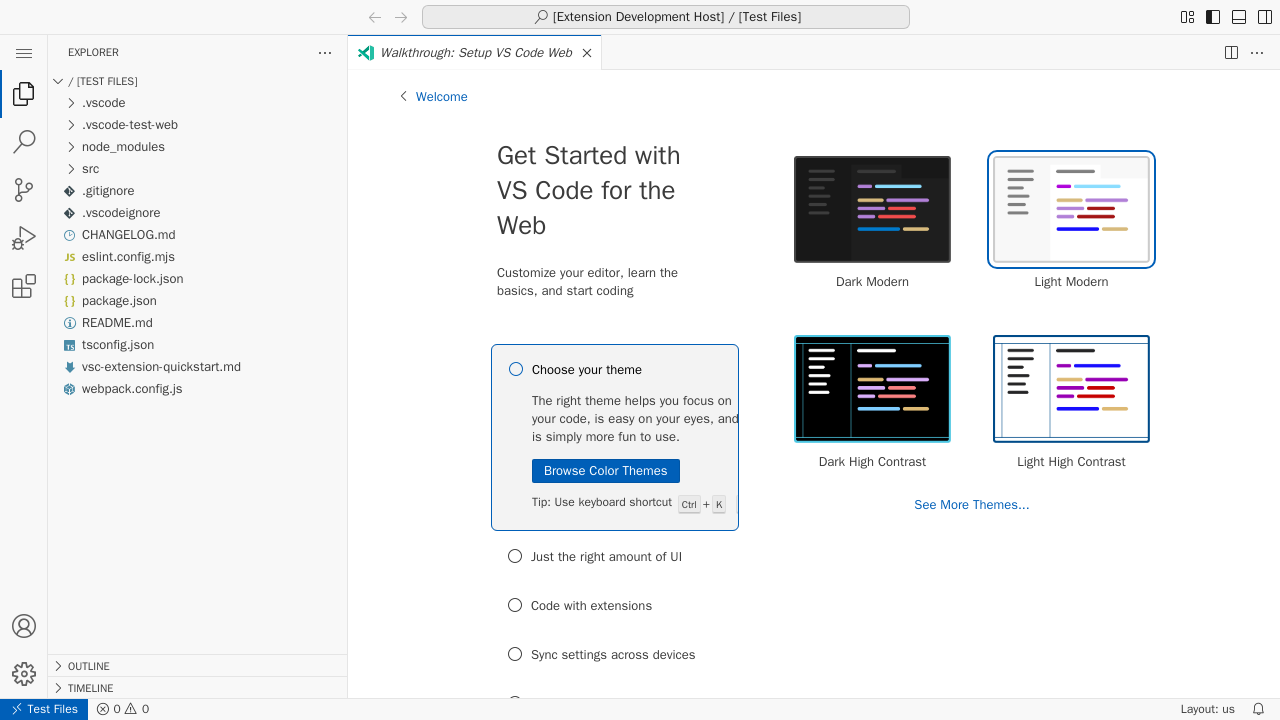 [Extension Development Host] / [Test Files]
EXPLORER
Walkthrough: Setup VS Code Web
/ [TEST FILES]
.vscode
.vscode-test-web
node_modules
src
.gitignore
.vscodeignore
CHANGELOG.md
eslint.config.mjs
package-lock.json
package.json
README.md
tsconfig.json
vsc-extension-quickstart.md
webpack.config.js
OUTLINE
TIMELINE
Welcome
Get Started with
VS Code for the
Web
Customize your editor, learn the
basics, and start coding
Choose your theme
The right theme helps you focus on
your code, is easy on your eyes, and
is simply more fun to use.
Browse Color Themes
Tip: Use keyboard shortcut Ctrl + K
Just the right amount of UI
Code with extensions
Sync settings across devices
Dark Modern
Light Modern
Dark High Contrast
Light High Contrast
See More Themes...
Test Files
0
0
Layout: us